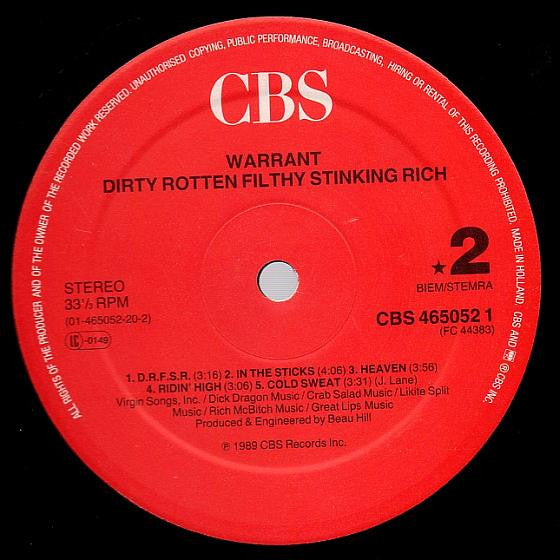 ALL RIGHTS OF THE PRODUCER AND OF THE OWNER OF THE RECORDED WORK RESERVED. UNAUTHORISED COPYING, PUBLIC PERFORMANCE, BROADCASTING, HIRING OR RENTAL OF THIS RECORDING PROHIBITED. MADE IN HOLLAND CBS AND ℗ CBS INC.
CBS
WARRANT
DIRTY ROTTEN FILTHY STINKING RICH
★2
BIEM/STEMRA
STEREO
33⅓ RPM
(01-465052-20-2)
LC -0149
CBS 465052 1
(FC 44383)
1. D.R.F.S.R. (3:16) 2. IN THE STICKS (4:06) 3. HEAVEN (3:56)
4. RIDIN' HIGH (3:06) 5. COLD SWEAT (3:31) (J. Lane)
Virgin Songs, Inc. / Dick Dragon Music / Crab Salad Music / Likite Split
Music / Rich McBitch Music / Great Lips Music
Produced & Engineered by Beau Hill
℗ 1989 CBS Records Inc.